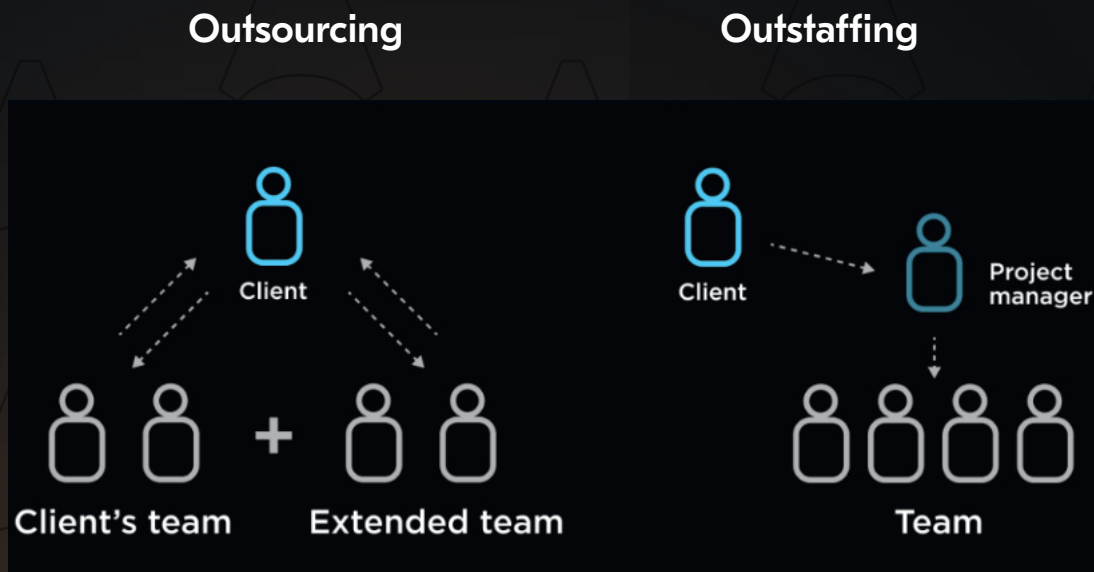 Outsourcing
Outstaffing
Client
Client
Project
manager
+
Client's team
Extended team
Team